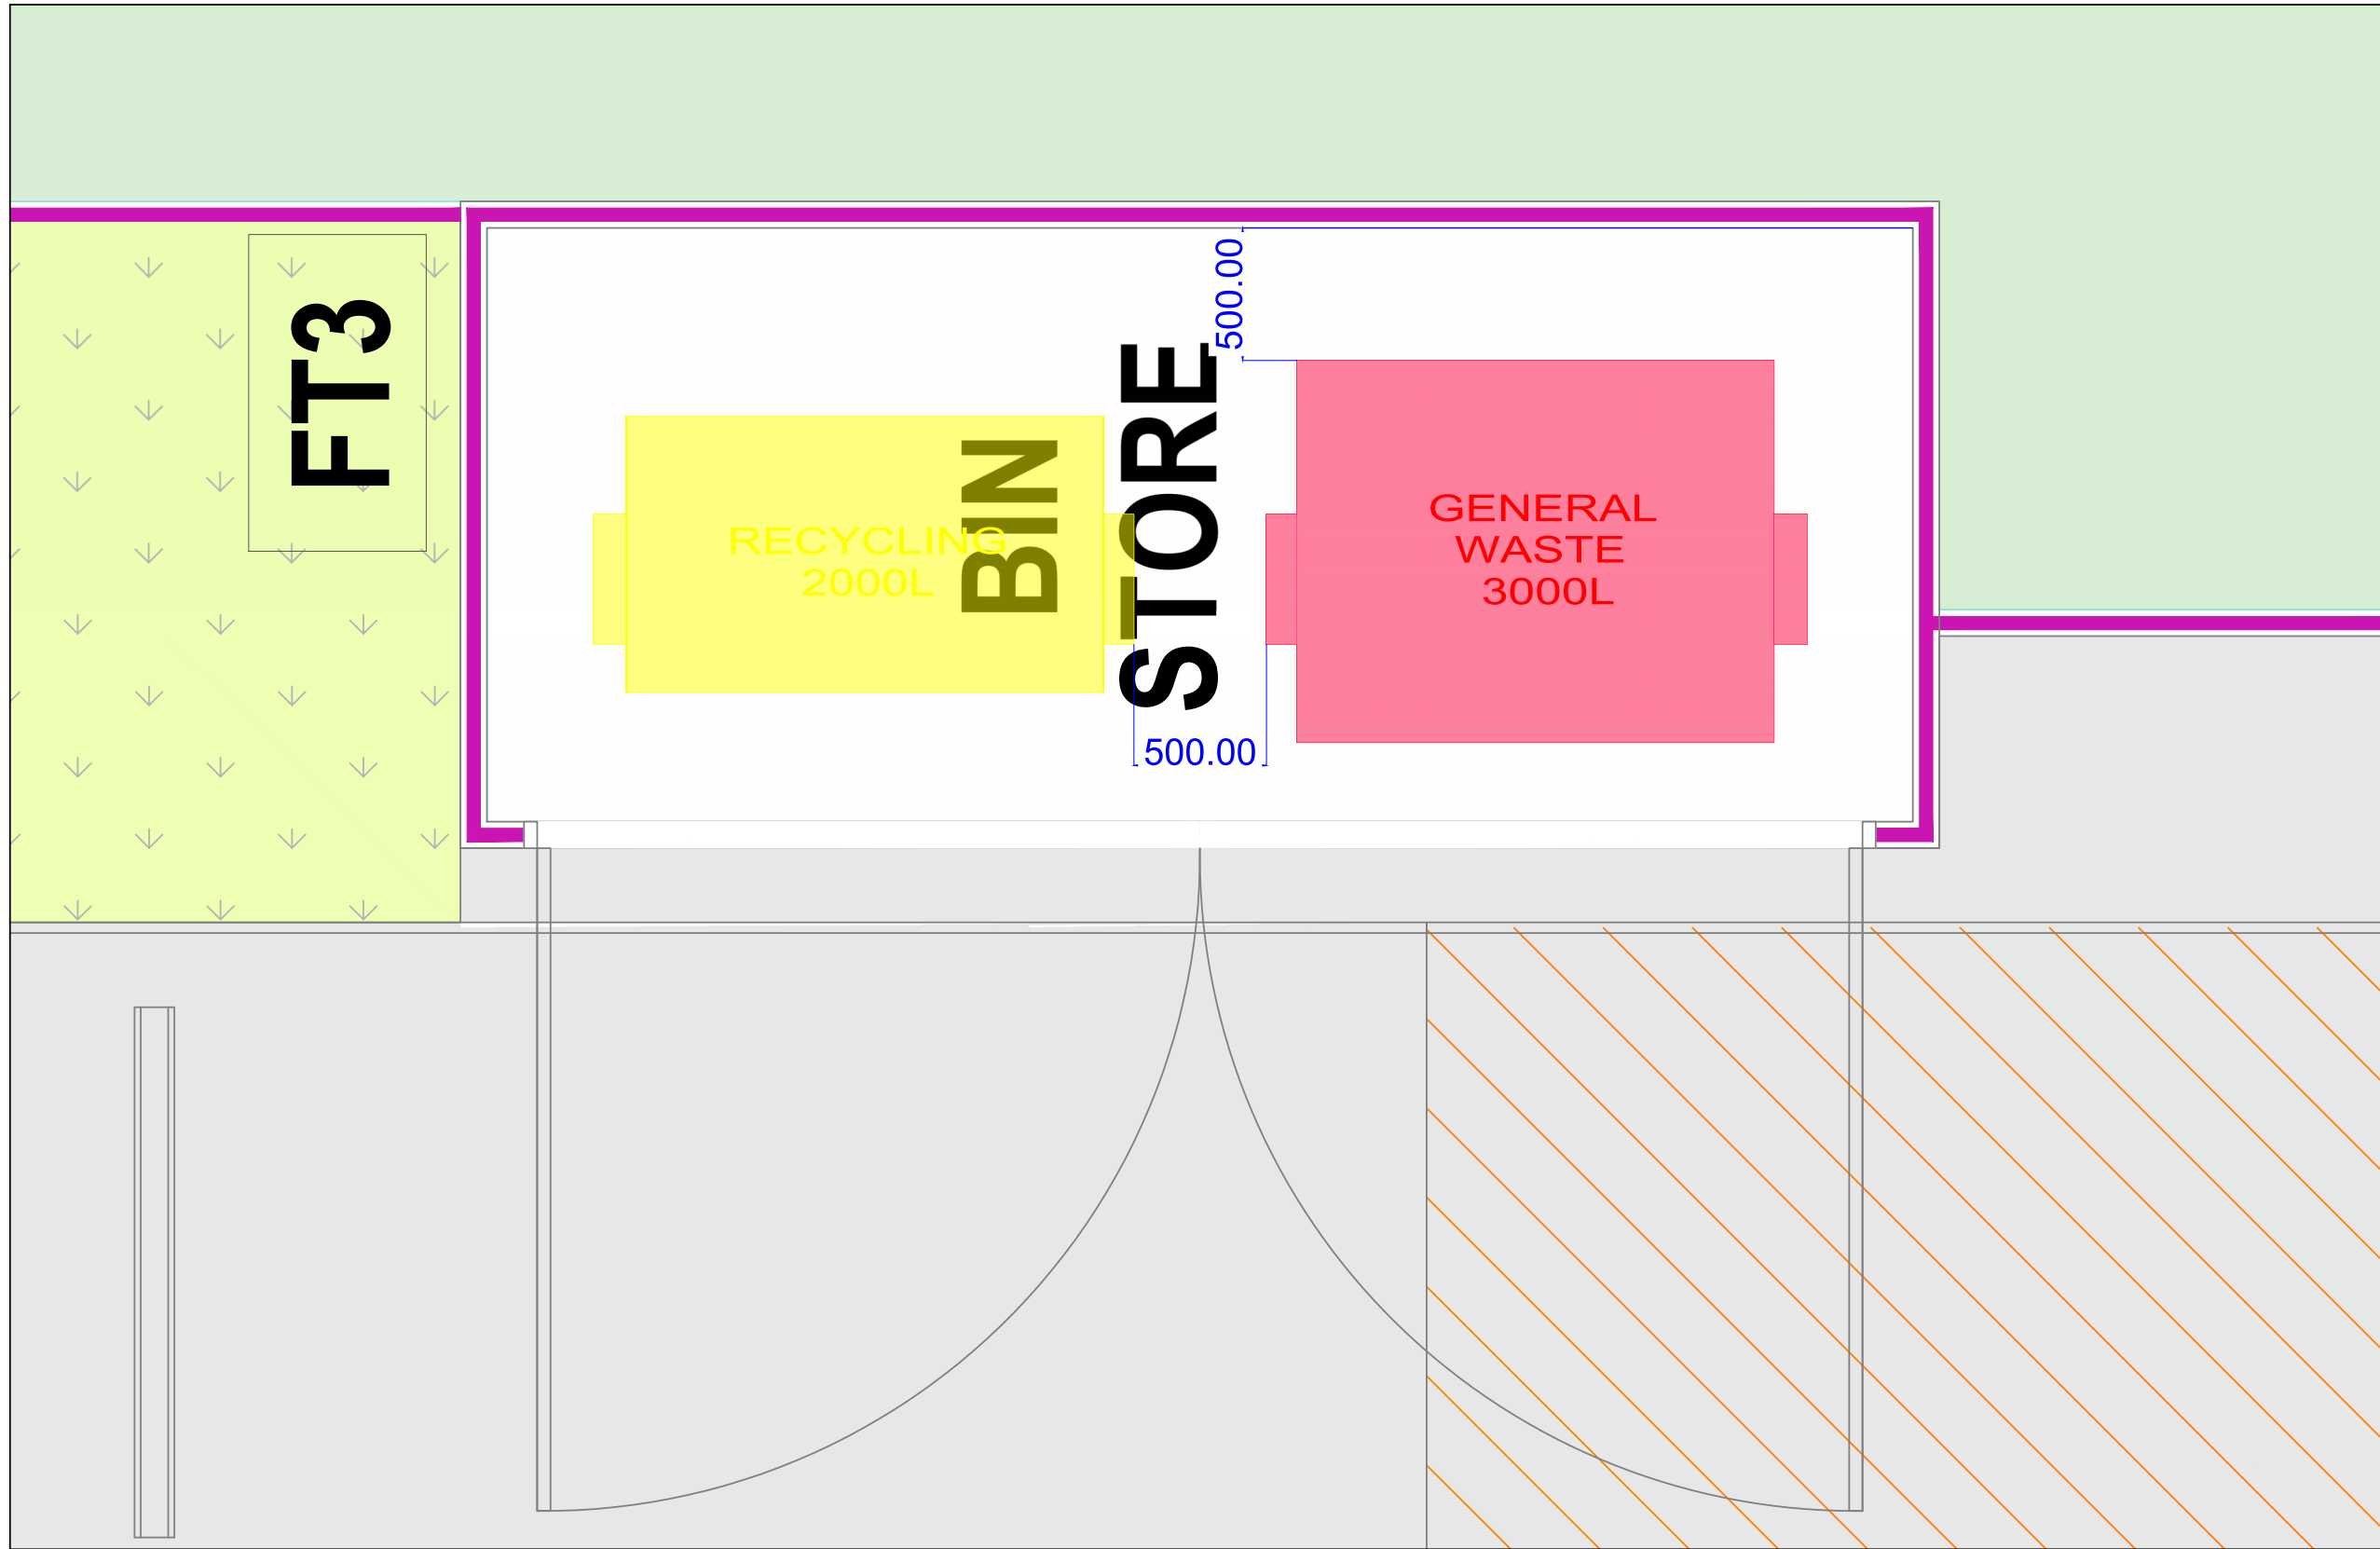 FT3
BIN
STORE
500.00
RECYCLING
2000L
GENERAL
WASTE
3000L
500.00